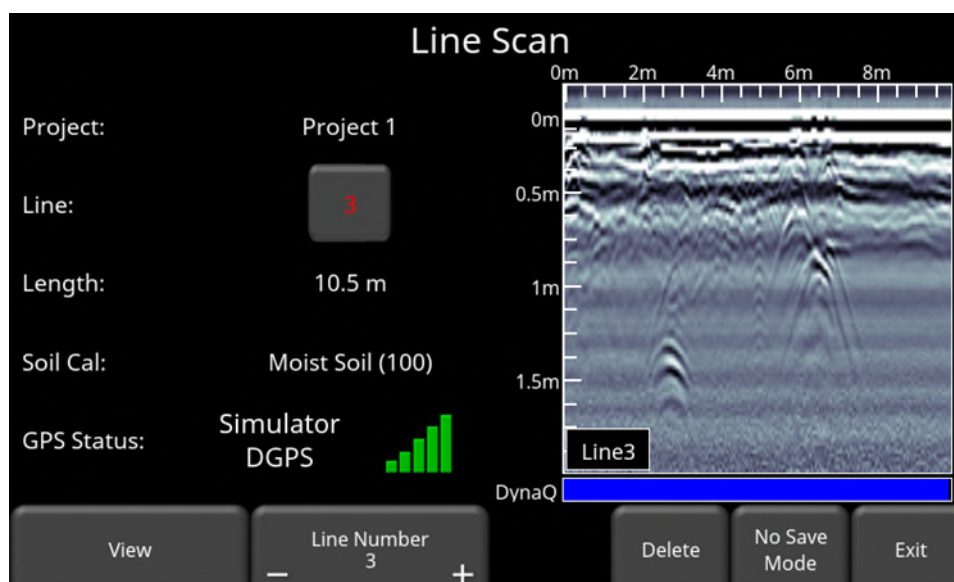 Line Scan
Project: Project 1
Line: 3
Length: 10.5 m
Soil Cal: Moist Soil (100)
GPS Status: Simulator
DGPS
0m 2m 4m 6m 8m
0m
0.5m
1m
1.5m
Line3
DynaQ
View
Line Number
3
− +
Delete
No Save
Mode
Exit